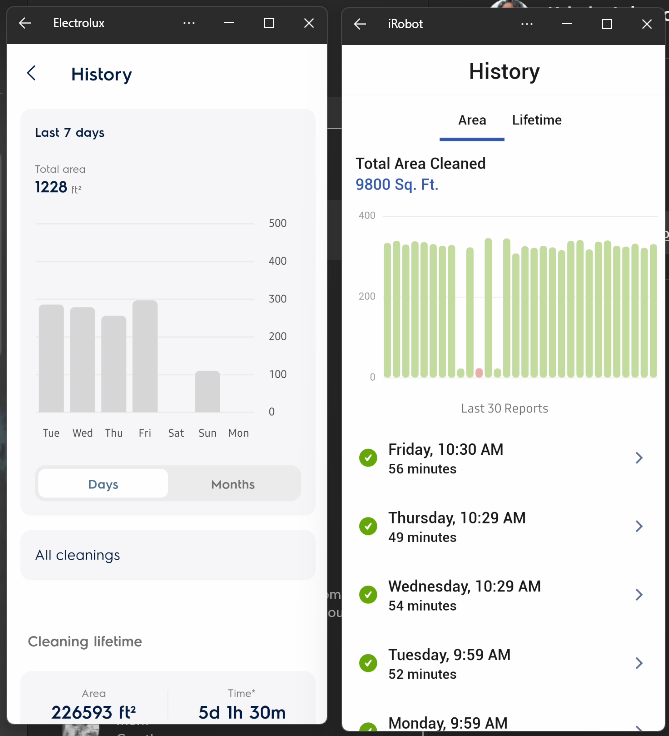 Electrolux
History
Last 7 days
Total area
1228 ft²
500
400
300
200
100
0
Tue Wed Thu Fri Sat Sun Mon
Days Months
All cleanings
Cleaning lifetime
Area Time*
226593 ft² 5d 1h 30m
iRobot
History
Area Lifetime
Total Area Cleaned
9800 Sq. Ft.
400
200
0
Last 30 Reports
Friday, 10:30 AM
56 minutes
Thursday, 10:29 AM
49 minutes
Wednesday, 10:29 AM
54 minutes
Tuesday, 9:59 AM
52 minutes
Monday, 9:59 AM